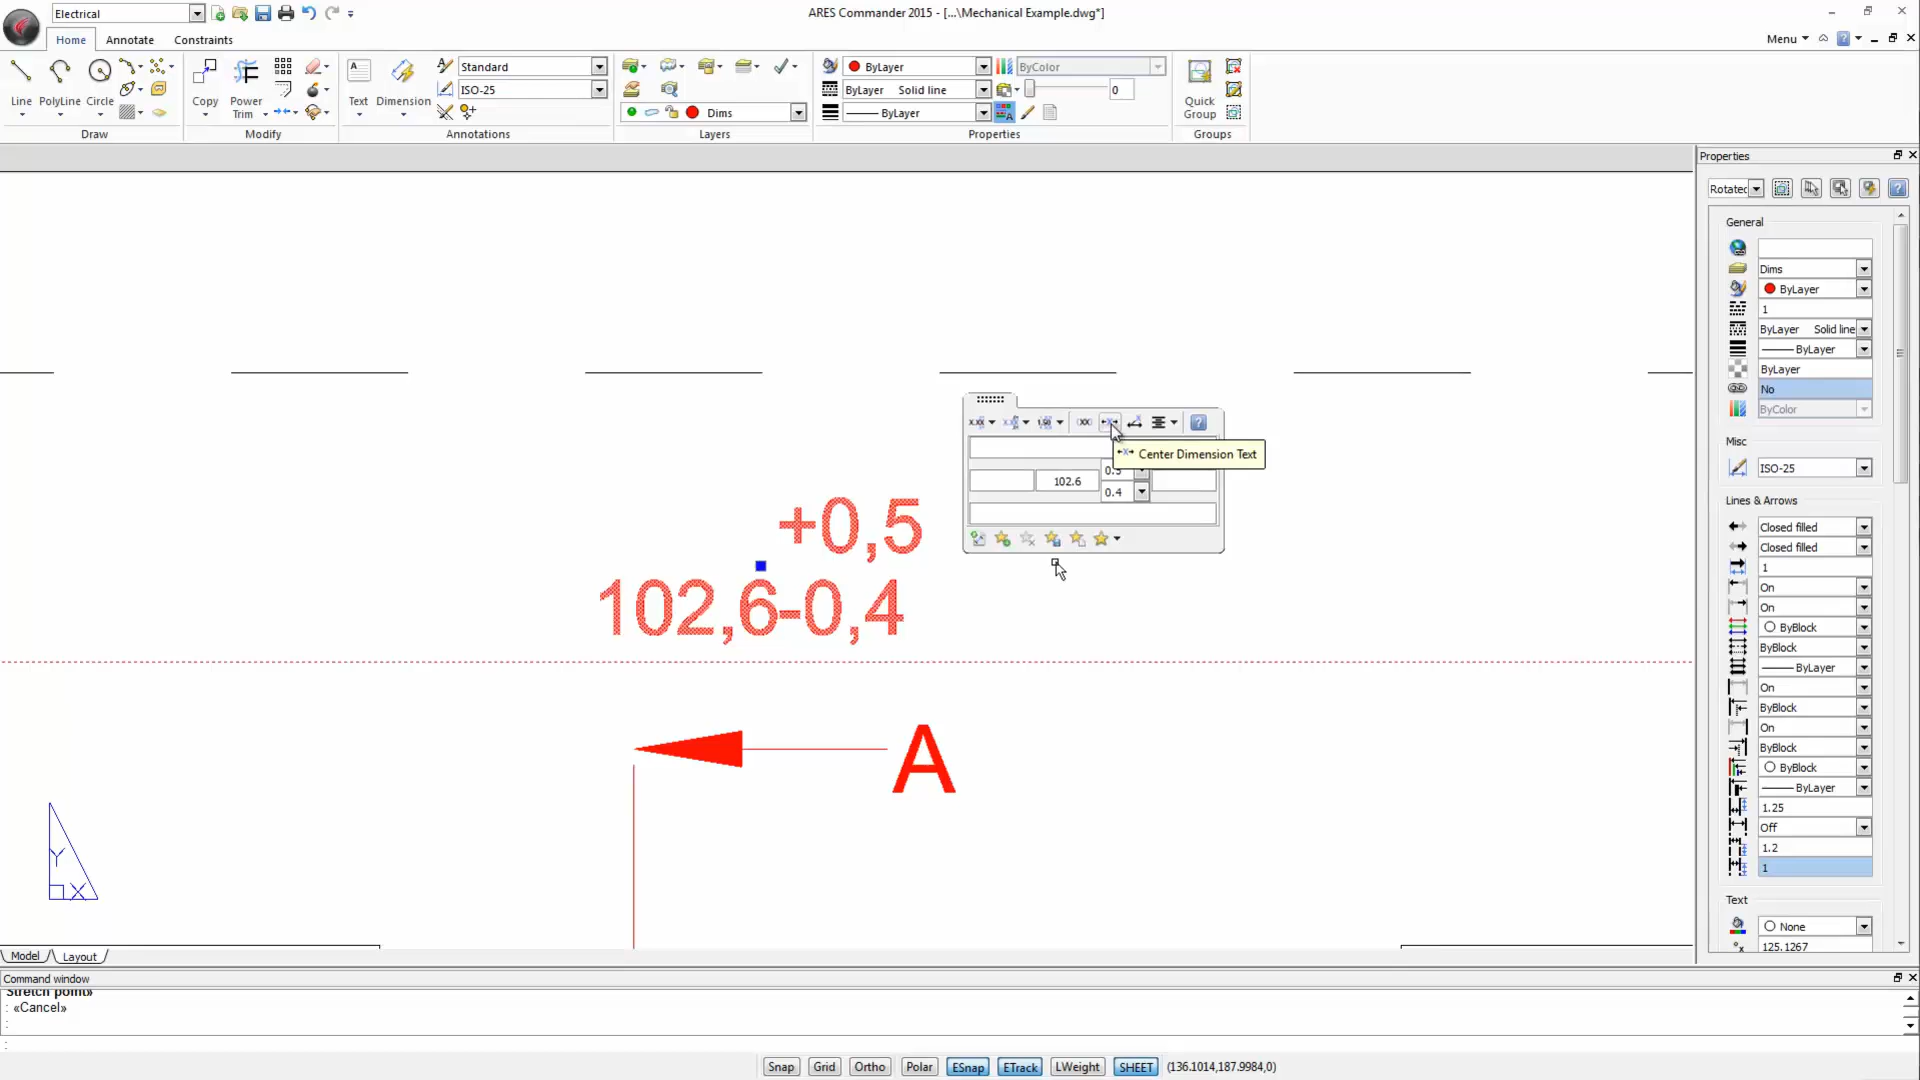 Electrical
ARES Commander 2015 - [...\Mechanical Example.dwg*]
Home Annotate Constraints
Menu
Standard
ByLayer
ByColor
ISO-25
ByLayer Solid line
0
Line PolyLine Circle
Copy Power Trim
Text Dimension
Dims
ByLayer
Quick Group
Draw Modify Annotations Layers Properties Groups
Properties
Rotated
General
Dims
ByLayer
1
ByLayer Solid line
ByLayer
ByLayer
No
ByColor
Misc
ISO-25
Lines & Arrows
Closed filled
Closed filled
1
On
On
ByBlock
ByBlock
ByLayer
On
ByBlock
On
ByBlock
ByBlock
ByLayer
1.25
Off
1.2
1
Text
None
125.1267
Center Dimension Text
102.6
0.5
0.4
+0,5
102,6-0,4
A
Y
X
Model Layout
Command window
Stretch point»
: «Cancel»
:
:
Snap Grid Ortho Polar ESnap ETrack LWeight SHEET (136.1014,187.9984,0)